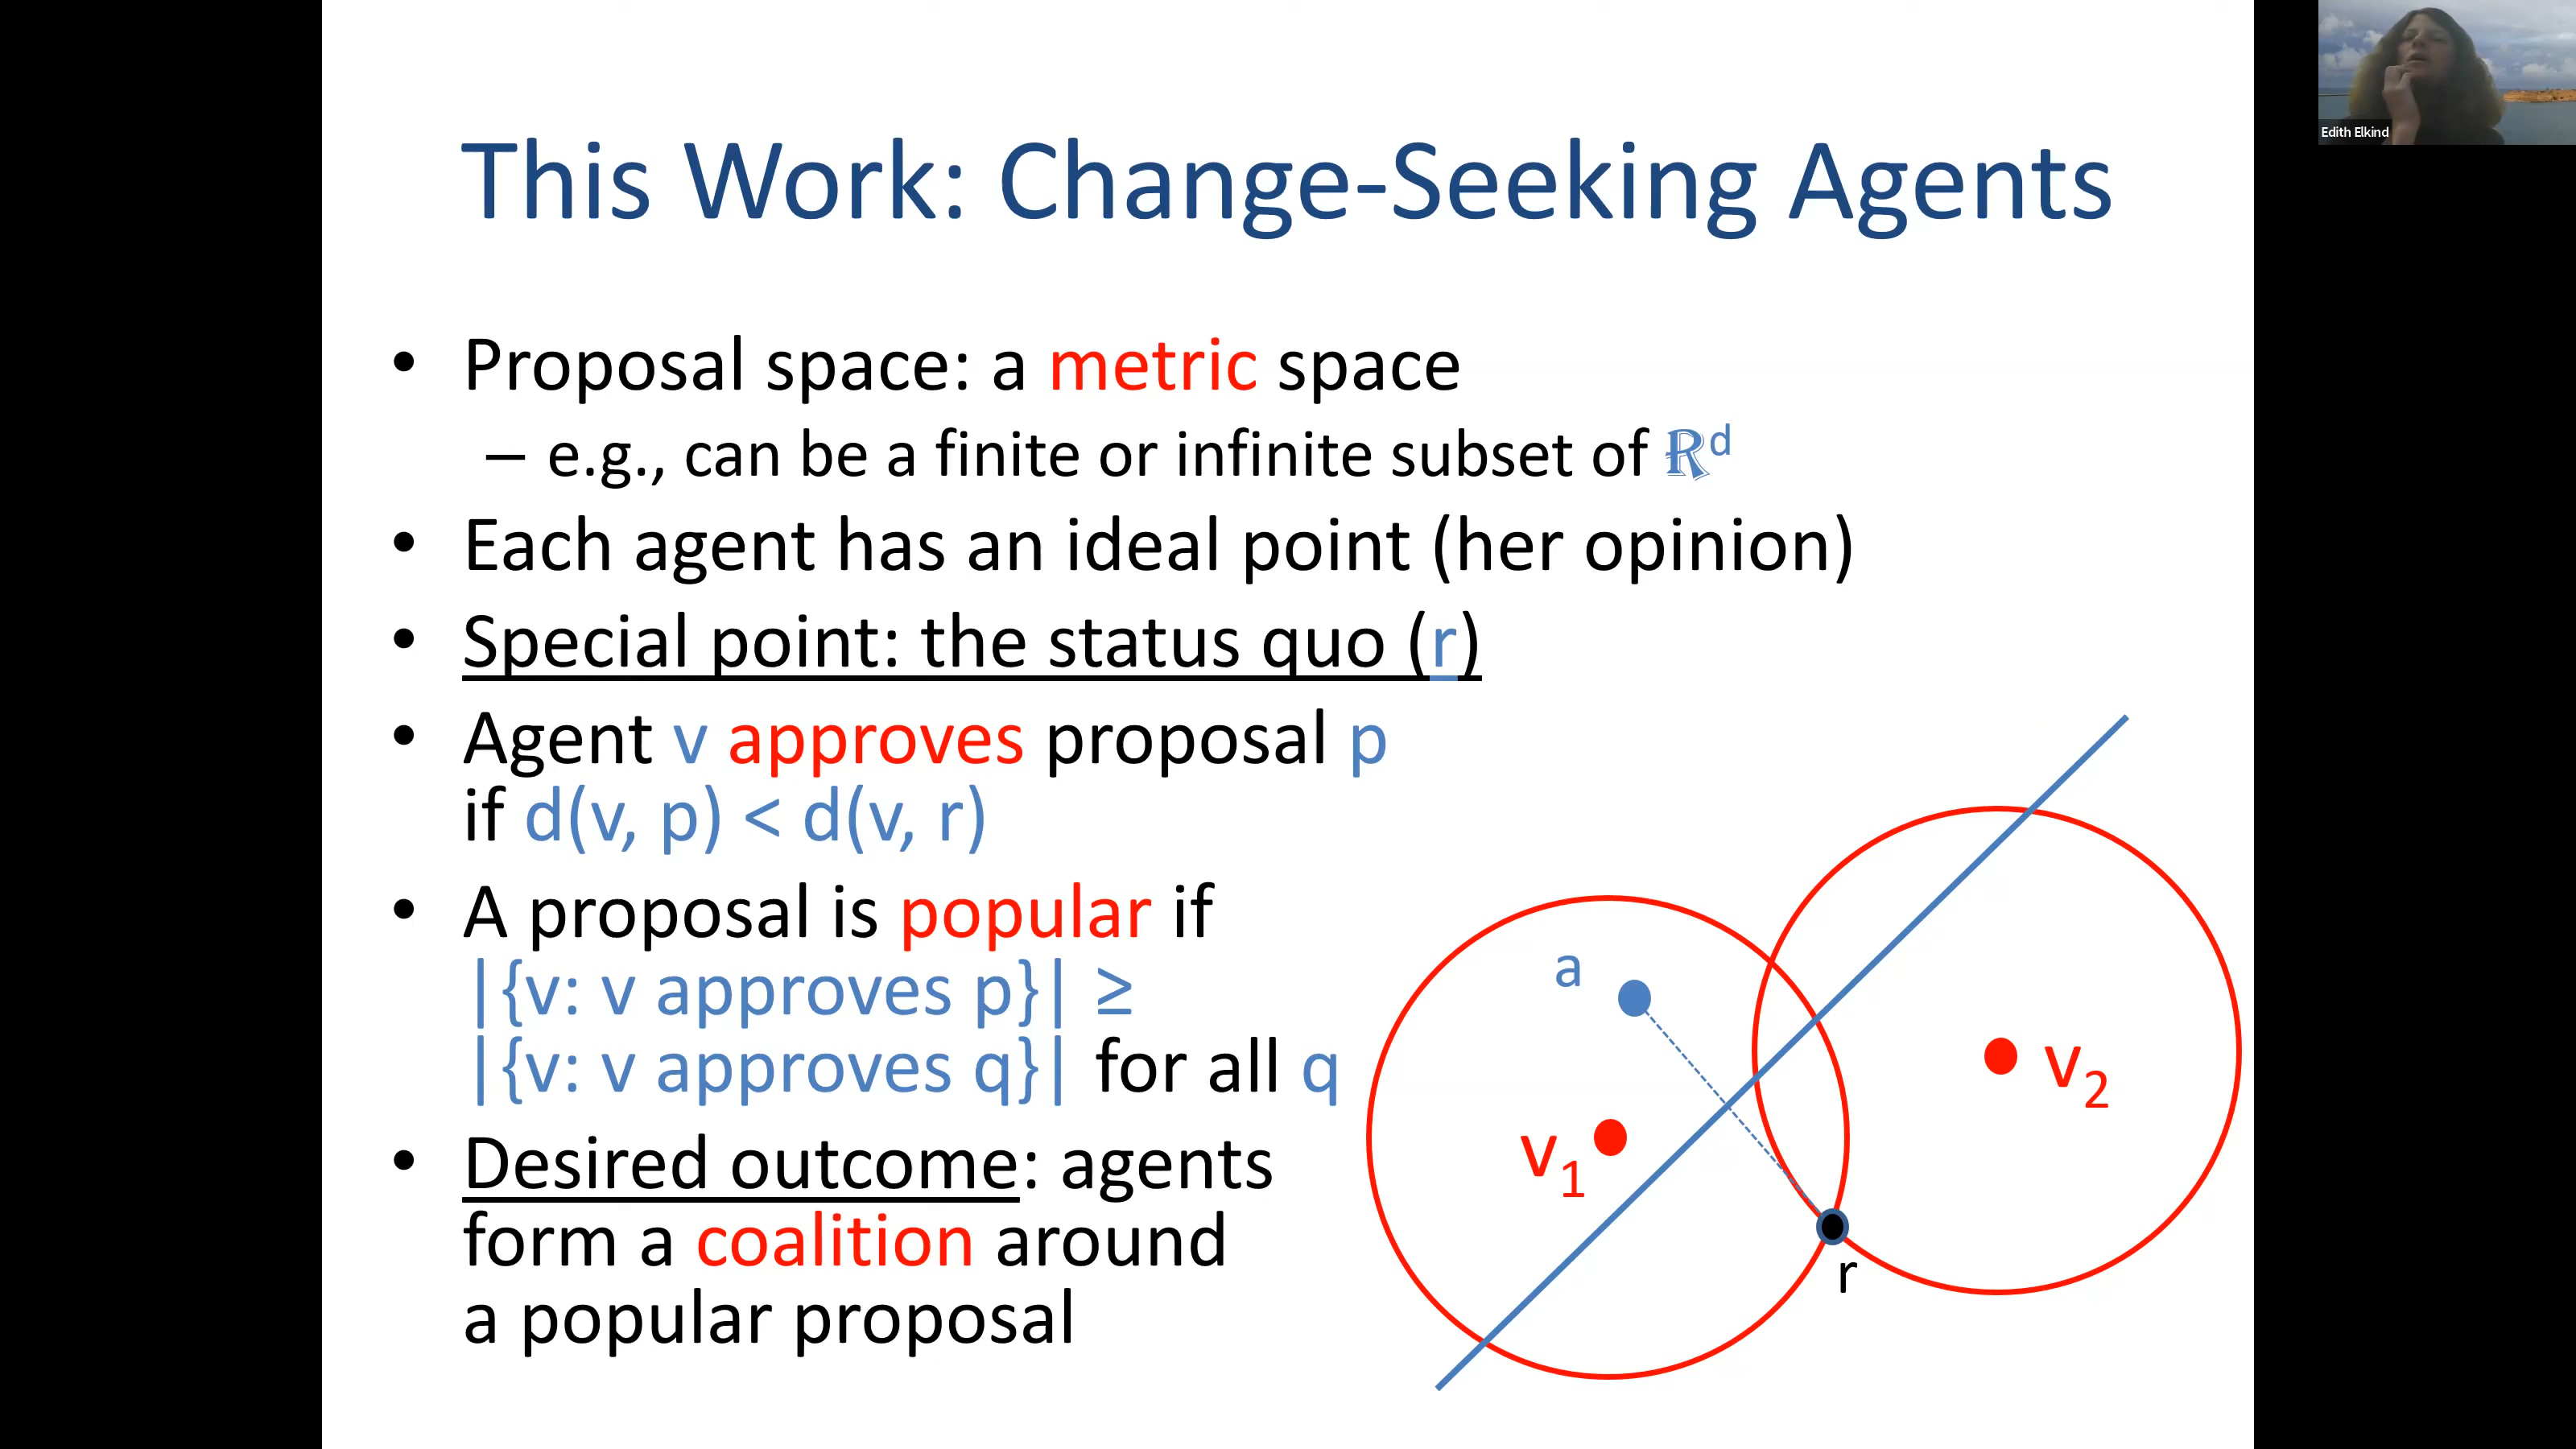 This Work: Change-Seeking Agents
• Proposal space: a metric space
– e.g., can be a finite or infinite subset of ℝᵈ
• Each agent has an ideal point (her opinion)
• Special point: the status quo (r)
• Agent v approves proposal p
if d(v, p) < d(v, r)
• A proposal is popular if
|{v: v approves p}| ≥
|{v: v approves q}| for all q
• Desired outcome: agents
form a coalition around
a popular proposal
a
v₂
v₁
r
Edith Elkind